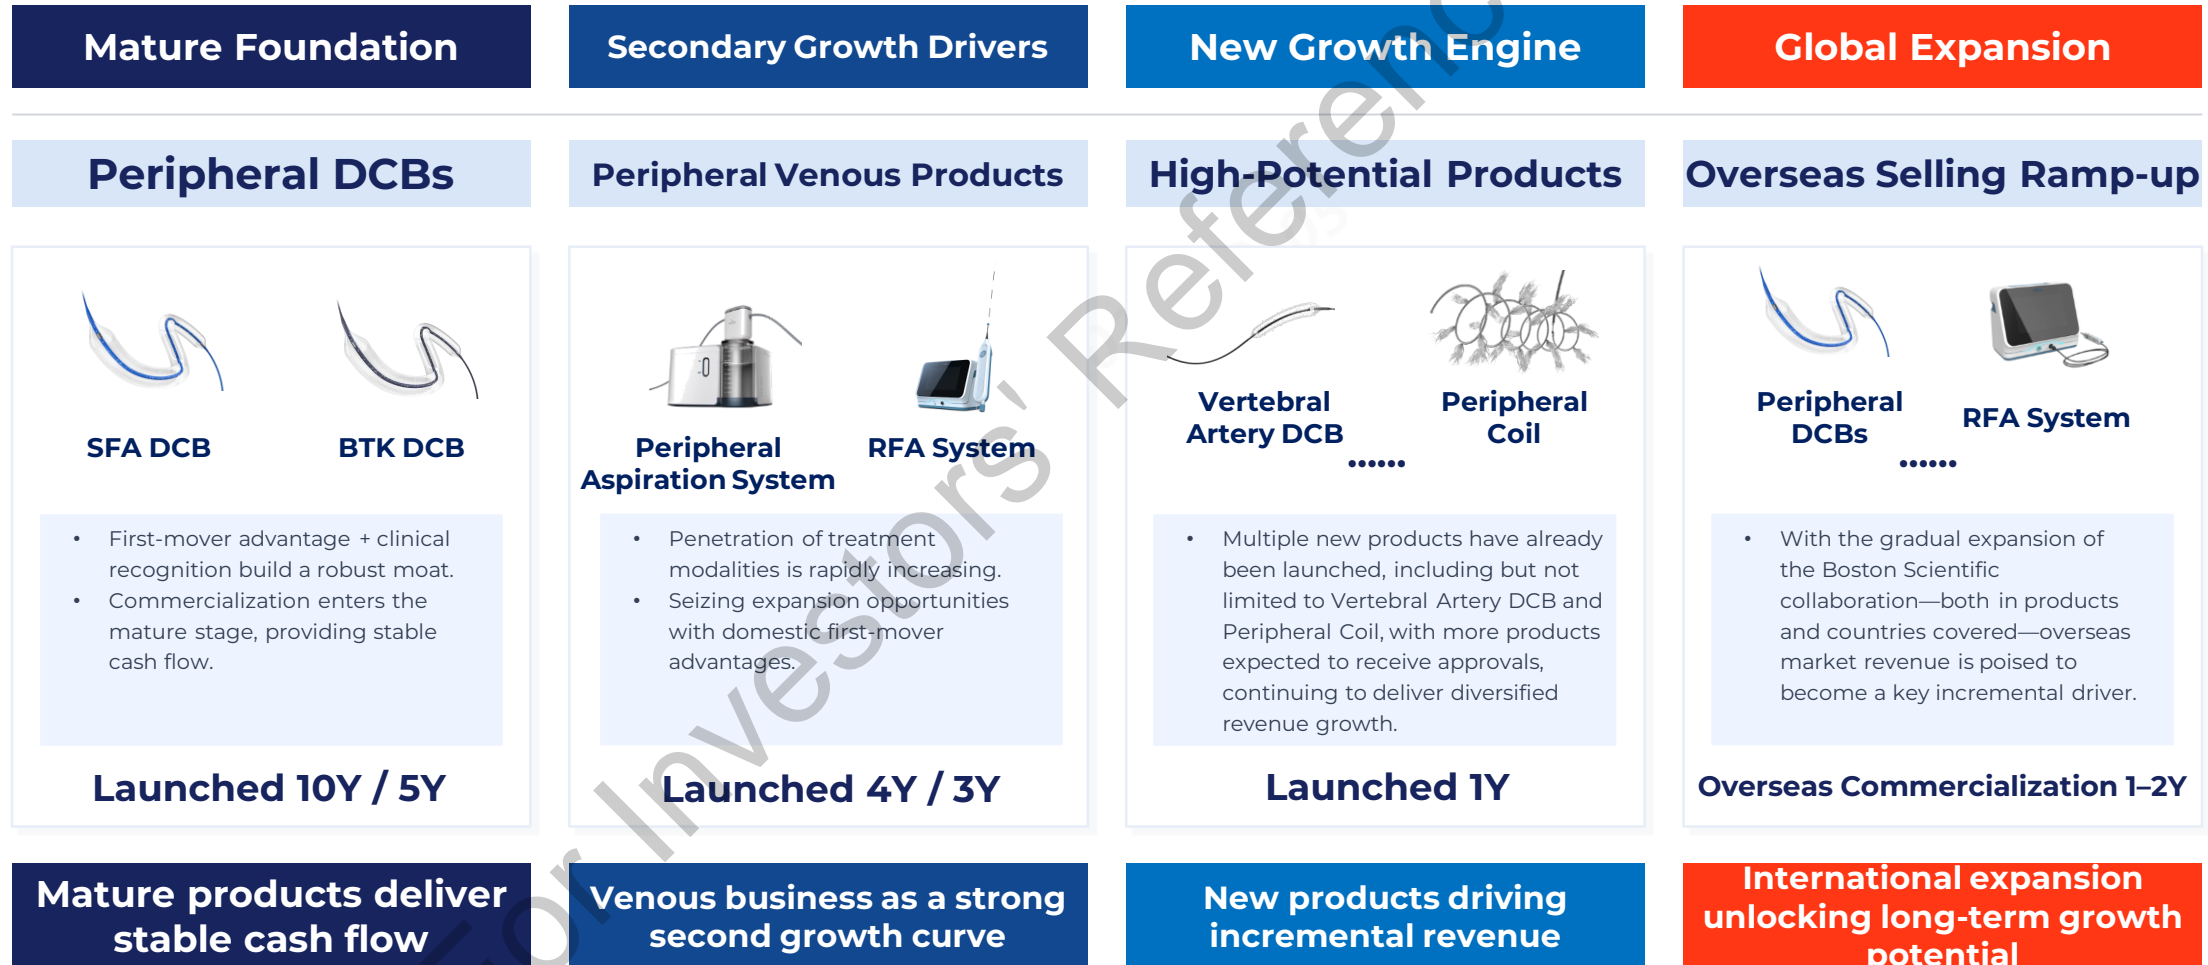 Mature Foundation
Secondary Growth Drivers
New Growth Engine
Global Expansion
Peripheral DCBs
Peripheral Venous Products
High-Potential Products
Overseas Selling Ramp-up
SFA DCB
BTK DCB
• First-mover advantage + clinical
recognition build a robust moat.
• Commercialization enters the
mature stage, providing stable
cash flow.
Launched 10Y / 5Y
Peripheral
Aspiration System
RFA System
• Penetration of treatment
modalities is rapidly increasing.
• Seizing expansion opportunities
with domestic first-mover
advantages.
Launched 4Y / 3Y
Vertebral
Artery DCB
Peripheral
Coil
••••••
• Multiple new products have already
been launched, including but not
limited to Vertebral Artery DCB and
Peripheral Coil, with more products
expected to receive approvals,
continuing to deliver diversified
revenue growth.
Launched 1Y
Peripheral
DCBs
RFA System
••••••
• With the gradual expansion of
the Boston Scientific
collaboration—both in products
and countries covered—overseas
market revenue is poised to
become a key incremental driver.
Overseas Commercialization 1–2Y
Mature products deliver
stable cash flow
Venous business as a strong
second growth curve
New products driving
incremental revenue
International expansion
unlocking long-term growth
potential
For Investors' Referenc